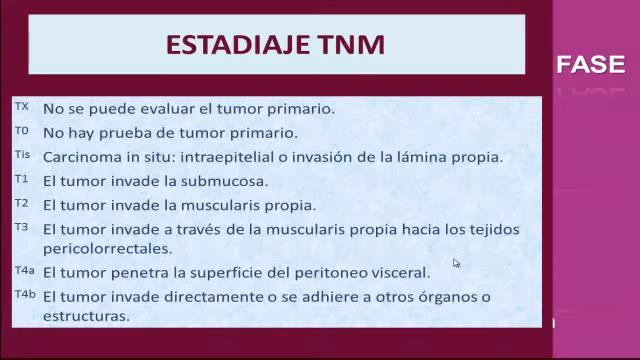 ESTADIAJE TNM
FASE
TX No se puede evaluar el tumor primario.
T0 No hay prueba de tumor primario.
Tis Carcinoma in situ: intraepitelial o invasión de la lámina propia.
T1 El tumor invade la submucosa.
T2 El tumor invade la muscularis propia.
T3 El tumor invade a través de la muscularis propia hacia los tejidos
pericolorrectales.
T4a El tumor penetra la superficie del peritoneo visceral.
T4b El tumor invade directamente o se adhiere a otros órganos o
estructuras.